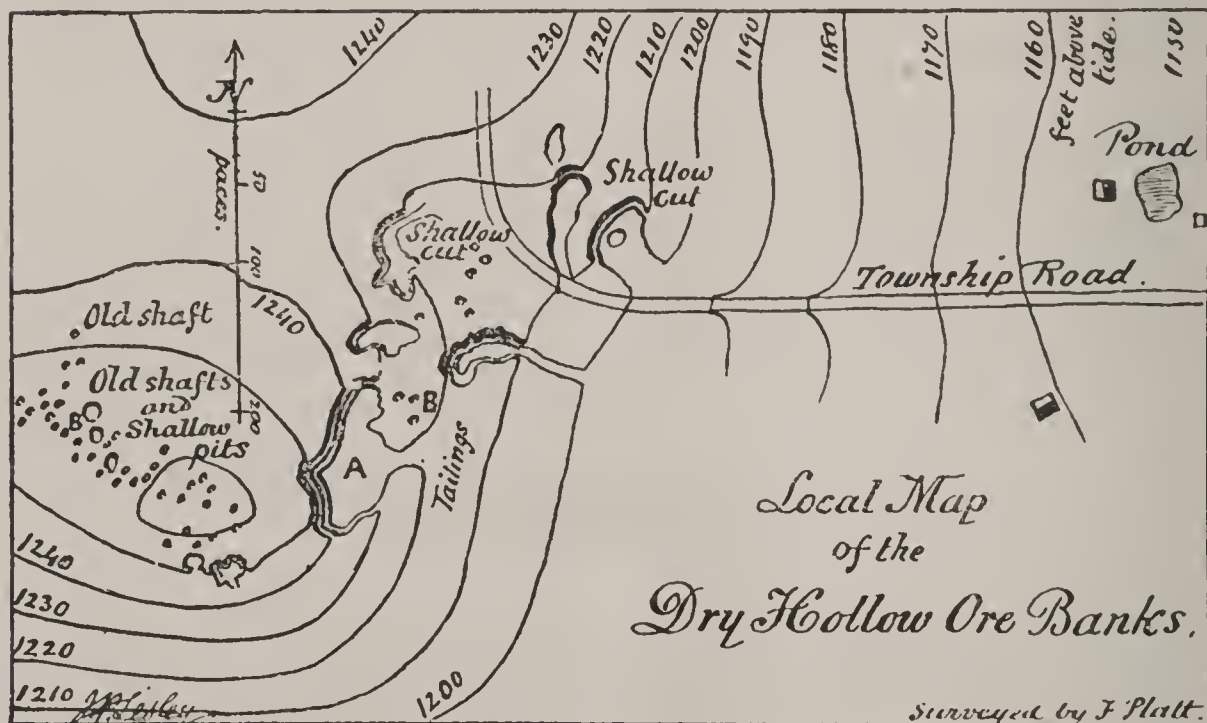 1240
1230
1220
1210
1200
1190
1180
1170
1160
feet above
tide.
1150
N
paces.
50
100
200
Pond
Shallow
cut
Shallow
cut
Township Road.
Old shaft
1240
Old shafts
and
Shallow
pits
B
B
A
Tailings
1240
1230
1220
1210
1200
Local Map
of the
Dry Hollow Ore Banks.
Surveyed by F. Platt.